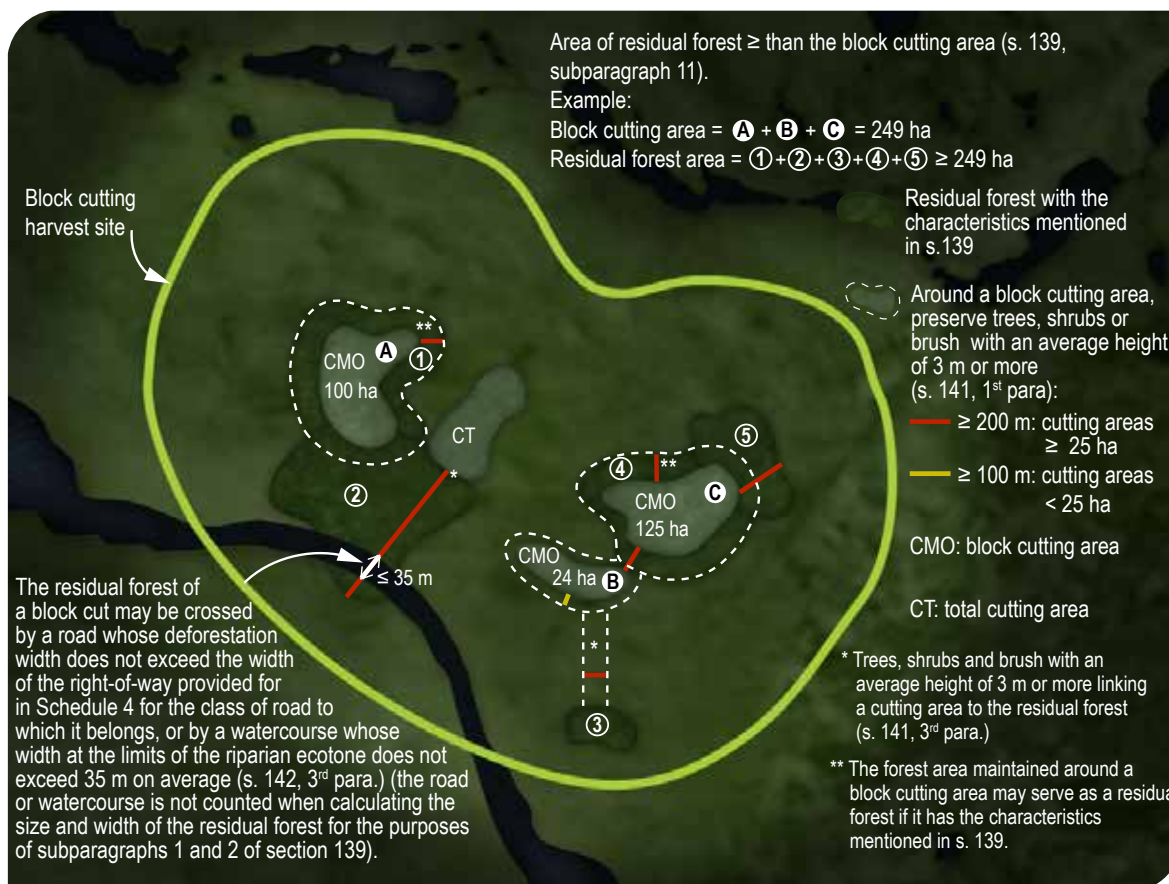 Area of residual forest ≥ than the block cutting area (s. 139,
subparagraph 11).
Example:
Block cutting area = A + B + C = 249 ha
Residual forest area = ①+②+③+④+⑤ ≥ 249 ha
Block cutting
harvest site
Residual forest with the
characteristics mentioned
in s.139
Around a block cutting area,
preserve trees, shrubs or
brush with an average height
of 3 m or more
(s. 141, 1st para):
≥ 200 m: cutting areas
≥ 25 ha
≥ 100 m: cutting areas
< 25 ha
CMO: block cutting area
CT: total cutting area
* Trees, shrubs and brush with an
average height of 3 m or more linking
a cutting area to the residual forest
(s. 141, 3rd para.)
** The forest area maintained around a
block cutting area may serve as a residual
forest if it has the characteristics
mentioned in s. 139.
**
A
①
CMO
100 ha
CT
*
②
≤ 35 m
⑤
④
**
C
CMO
125 ha
CMO
24 ha B
*
③
The residual forest of
a block cut may be crossed
by a road whose deforestation
width does not exceed the width
of the right-of-way provided for
in Schedule 4 for the class of road to
which it belongs, or by a watercourse whose
width at the limits of the riparian ecotone does not
exceed 35 m on average (s. 142, 3rd para.) (the road
or watercourse is not counted when calculating the
size and width of the residual forest for the purposes
of subparagraphs 1 and 2 of section 139).